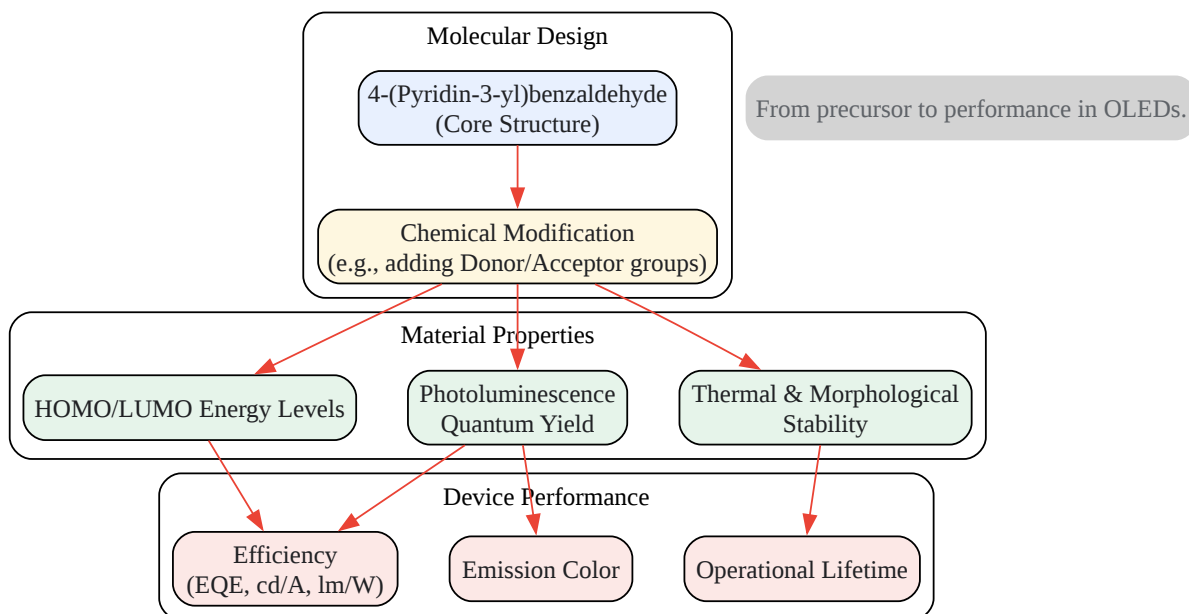 Molecular Design
4-(Pyridin-3-yl)benzaldehyde
(Core Structure)
From precursor to performance in OLEDs.
Chemical Modification
(e.g., adding Donor/Acceptor groups)
Material Properties
HOMO/LUMO Energy Levels
Photoluminescence
Quantum Yield
Thermal & Morphological
Stability
Device Performance
Efficiency
(EQE, cd/A, lm/W)
Emission Color
Operational Lifetime